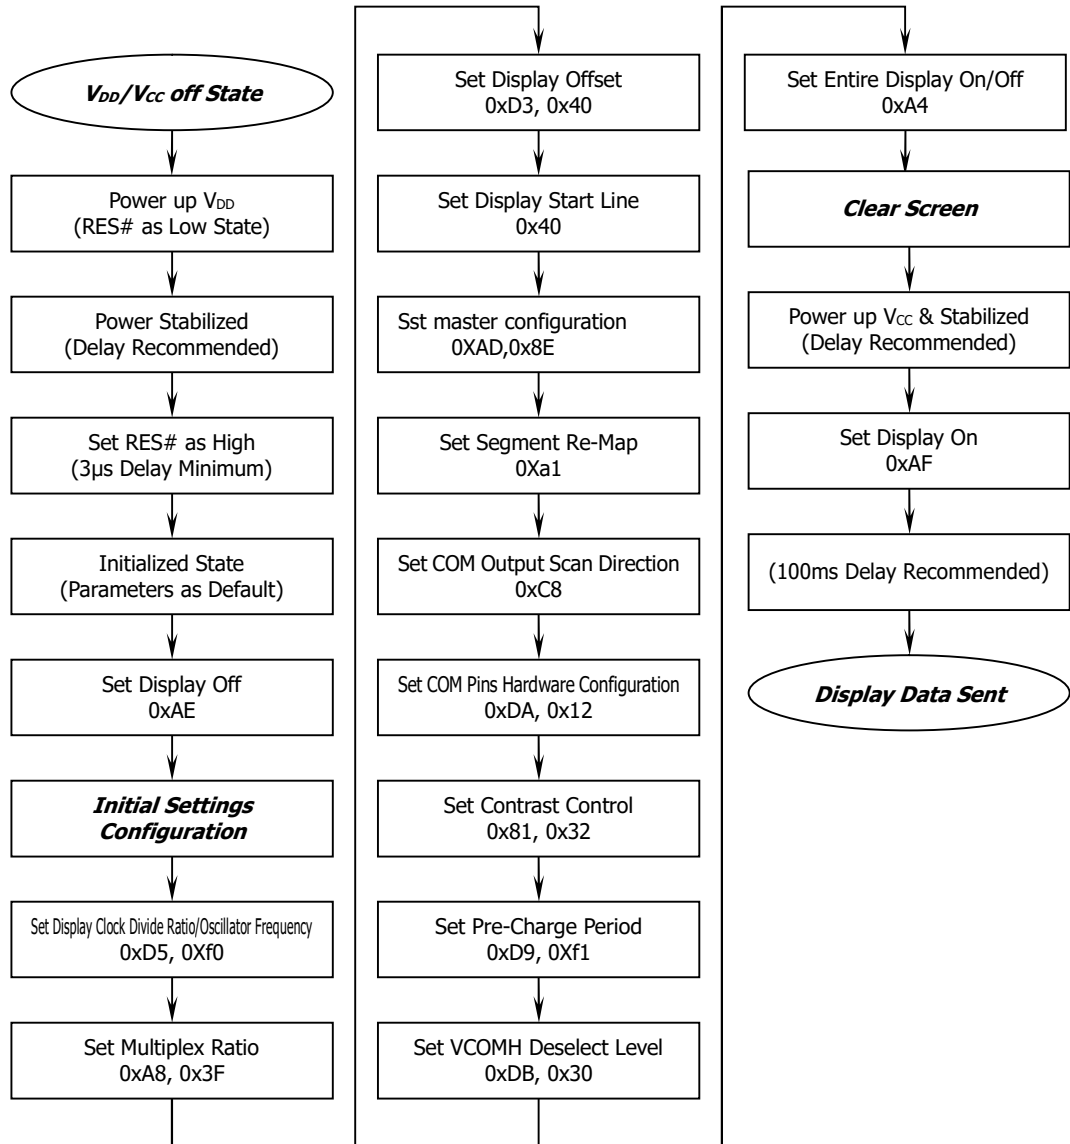 VDD/VCC off State
Power up VDD
(RES# as Low State)
Power Stabilized
(Delay Recommended)
Set RES# as High
(3µs Delay Minimum)
Initialized State
(Parameters as Default)
Set Display Off
0xAE
Initial Settings
Configuration
Set Display Clock Divide Ratio/Oscillator Frequency
0xD5, 0Xf0
Set Multiplex Ratio
0xA8, 0x3F
Set Display Offset
0xD3, 0x40
Set Display Start Line
0x40
Sst master configuration
0XAD,0x8E
Set Segment Re-Map
0Xa1
Set COM Output Scan Direction
0xC8
Set COM Pins Hardware Configuration
0xDA, 0x12
Set Contrast Control
0x81, 0x32
Set Pre-Charge Period
0xD9, 0Xf1
Set VCOMH Deselect Level
0xDB, 0x30
Set Entire Display On/Off
0xA4
Clear Screen
Power up VCC & Stabilized
(Delay Recommended)
Set Display On
0xAF
(100ms Delay Recommended)
Display Data Sent